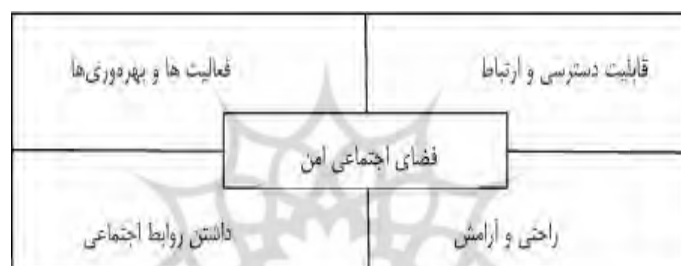 قابلیت دسترسی و ارتباط
فعالیت ها و بهره‌وری‌ها
فضای اجتماعی امن
راحتی و آرامش
داشتن روابط اجتماعی